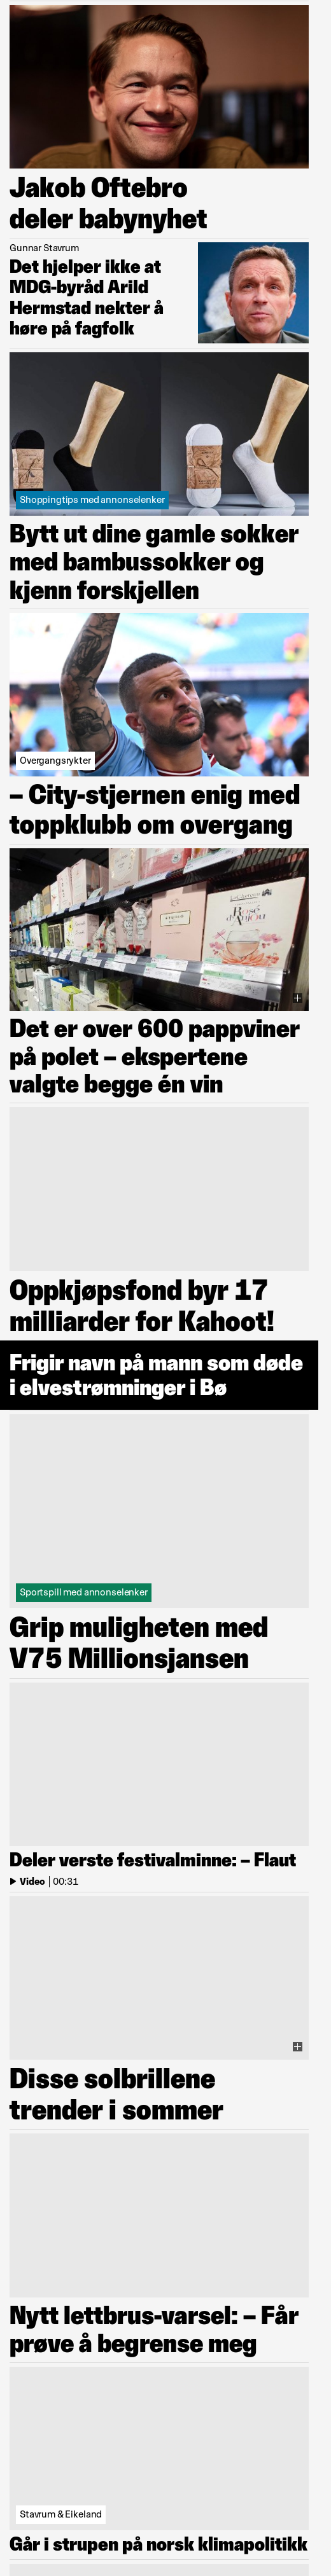 Jakob Oftebro
deler babynyhet
Gunnar Stavrum
Det hjelper ikke at
MDG-byråd Arild
Hermstad nekter å
høre på fagfolk
Shoppingtips med annonselenker
Bytt ut dine gamle sokker
med bambussokker og
kjenn forskjellen
Overgangsrykter
– City-stjernen enig med
toppklubb om overgang
Rosé d'Anjou
Det er over 600 pappviner
på polet – ekspertene
valgte begge én vin
Oppkjøpsfond byr 17
milliarder for Kahoot!
Frigir navn på mann som døde
i elvestrømninger i Bø
Sportspill med annonselenker
Grip muligheten med
V75 Millionsjansen
Deler verste festivalminne: – Flaut
Video | 00:31
Disse solbrillene
trender i sommer
Nytt lettbrus-varsel: – Får
prøve å begrense meg
Stavrum & Eikeland
Går i strupen på norsk klimapolitikk